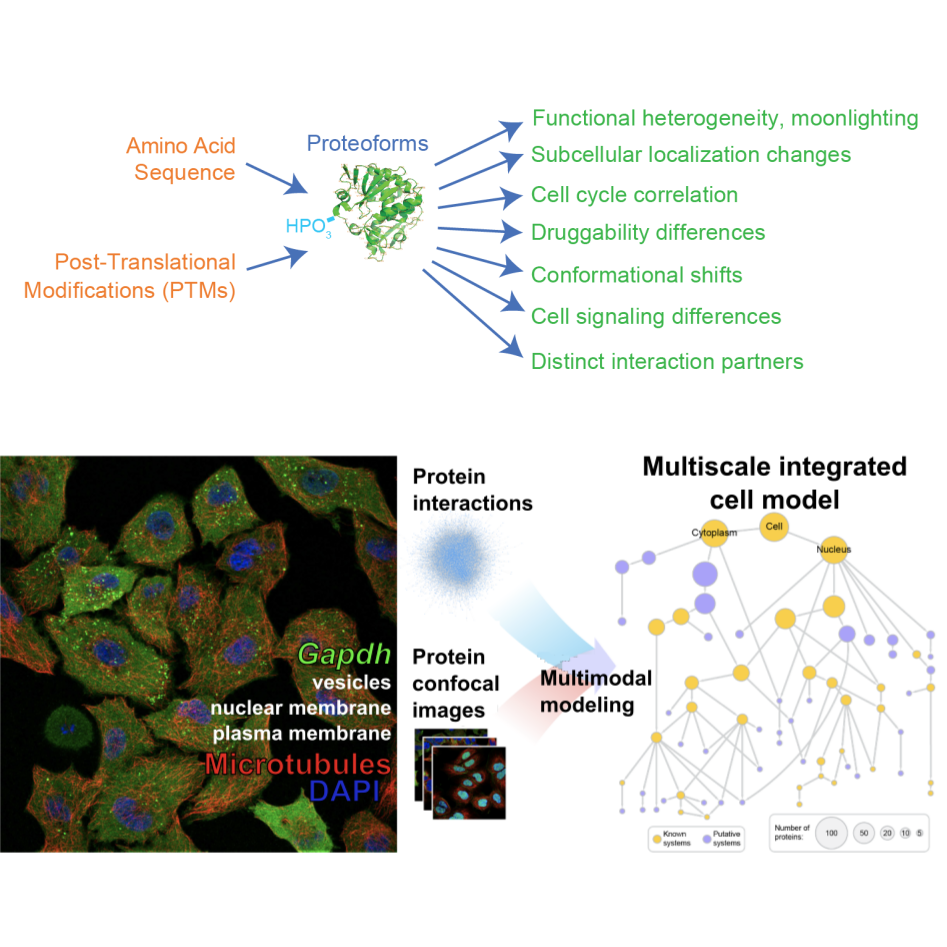 Amino Acid
Sequence
Post-Translational
Modifications (PTMs)
Proteoforms
HPO3
Functional heterogeneity, moonlighting
Subcellular localization changes
Cell cycle correlation
Druggability differences
Conformational shifts
Cell signaling differences
Distinct interaction partners
Gapdh
vesicles
nuclear membrane
plasma membrane
Microtubules
DAPI
Protein
interactions
Protein
confocal
images
Multimodal
modeling
Multiscale integrated
cell model
Cytoplasm
Cell
Nucleus
Known
systems
Putative
systems
Number of
proteins:
100
50
20
10
5